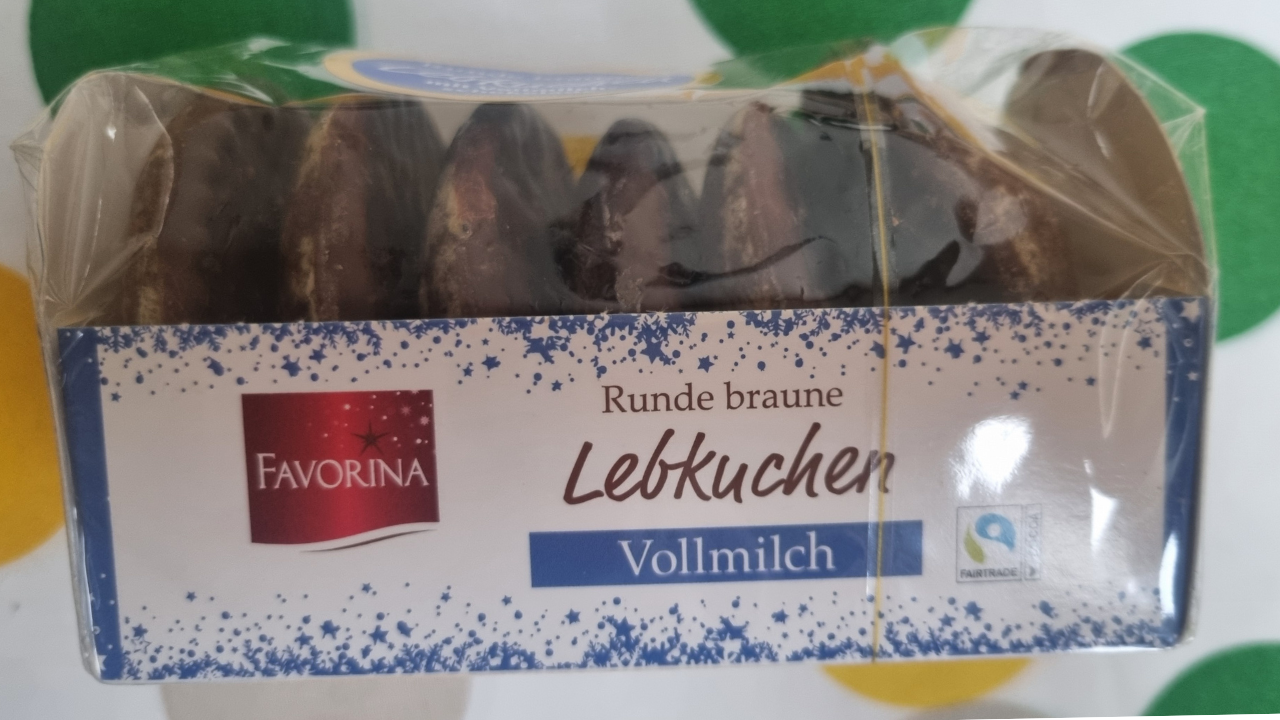 FAVORINA
Runde braune
Lebkuchen
Vollmilch
FAIRTRADE